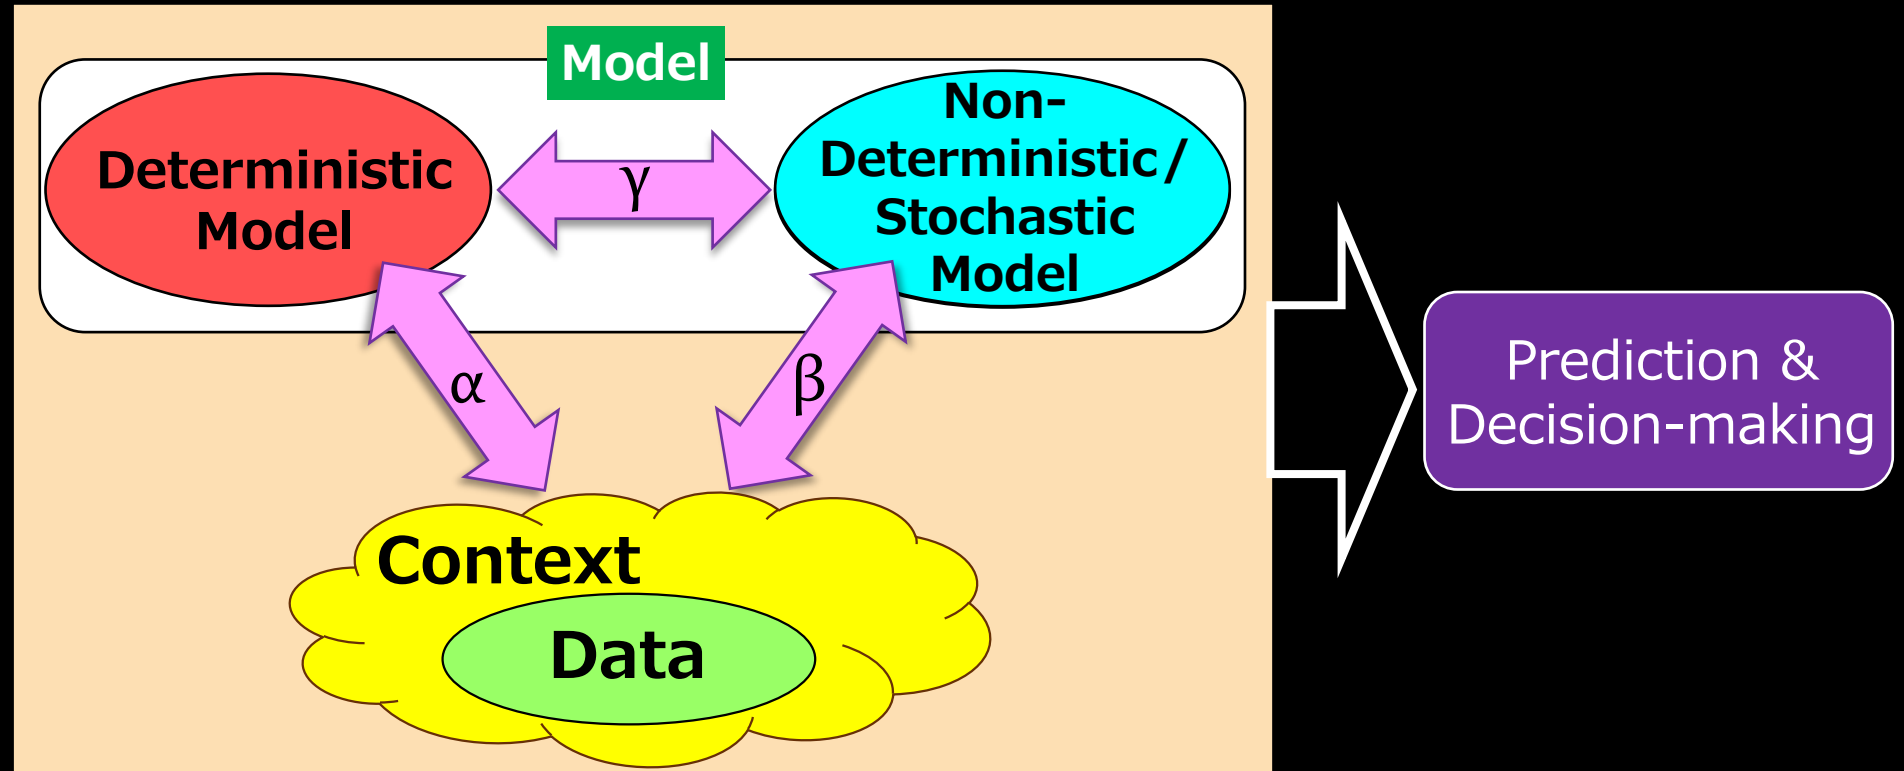 Model
Deterministic
Model
γ
Non-
Deterministic/
Stochastic
Model
α
β
Context
Data
Prediction &
Decision-making